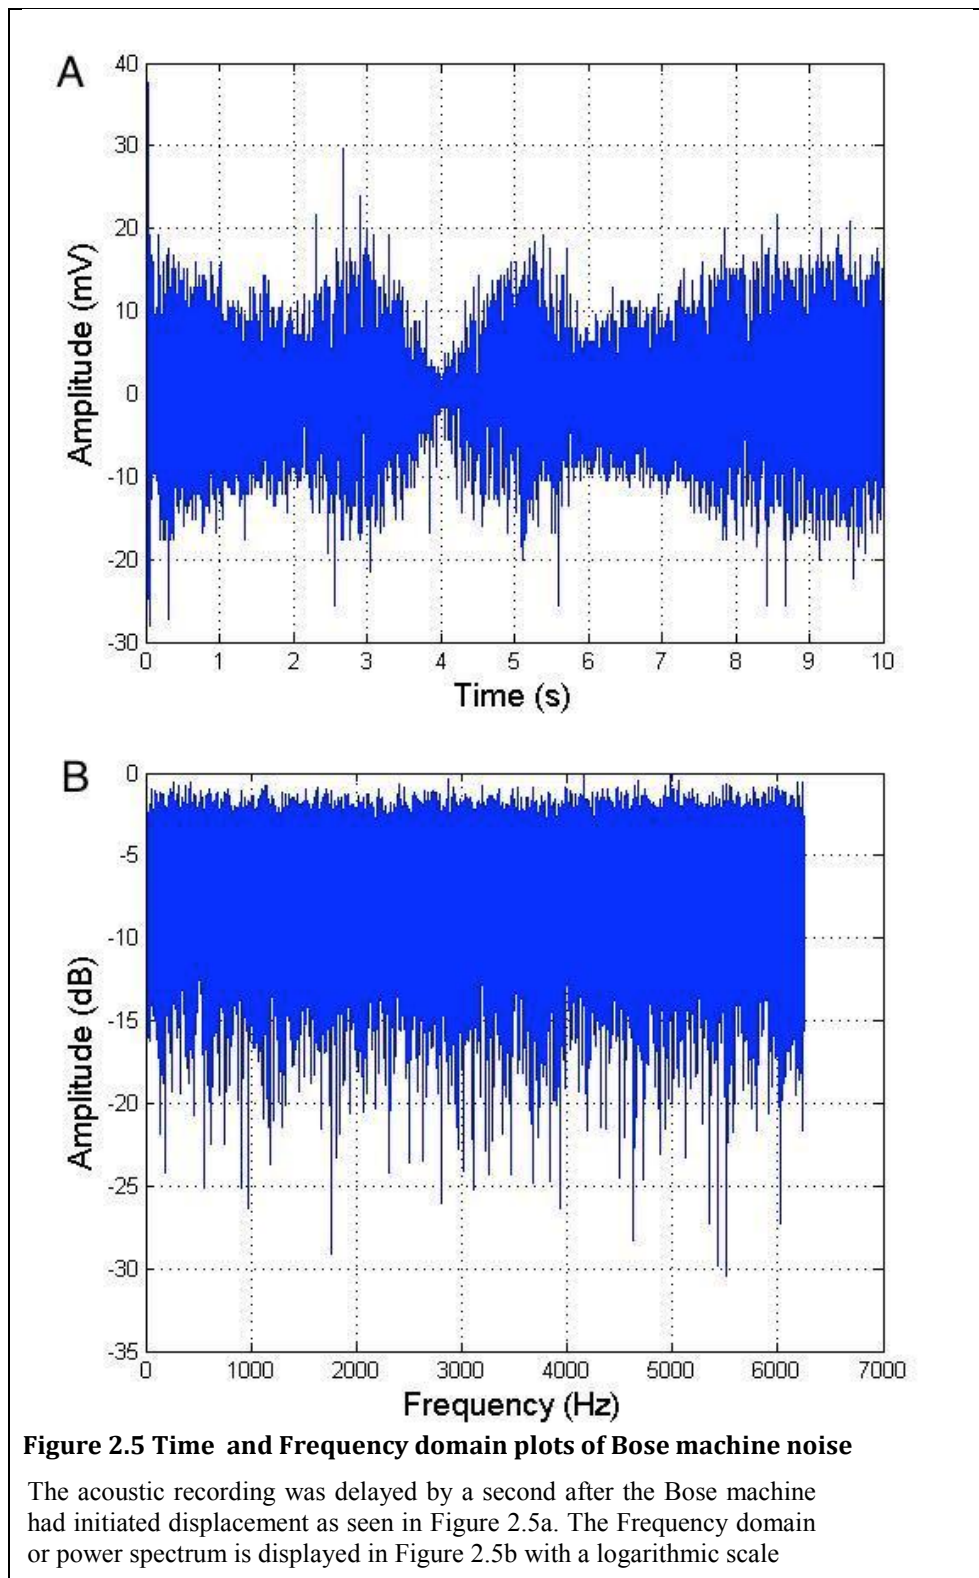 A
40
30
20
10
0
-10
-20
-30
Amplitude (mV)
0 1 2 3 4 5 6 7 8 9 10
Time (s)
B
0
-5
-10
-15
-20
-25
-30
-35
Amplitude (dB)
0 1000 2000 3000 4000 5000 6000 7000
Frequency (Hz)
Figure 2.5 Time and Frequency domain plots of Bose machine noise
The acoustic recording was delayed by a second after the Bose machine
had initiated displacement as seen in Figure 2.5a. The Frequency domain
or power spectrum is displayed in Figure 2.5b with a logarithmic scale